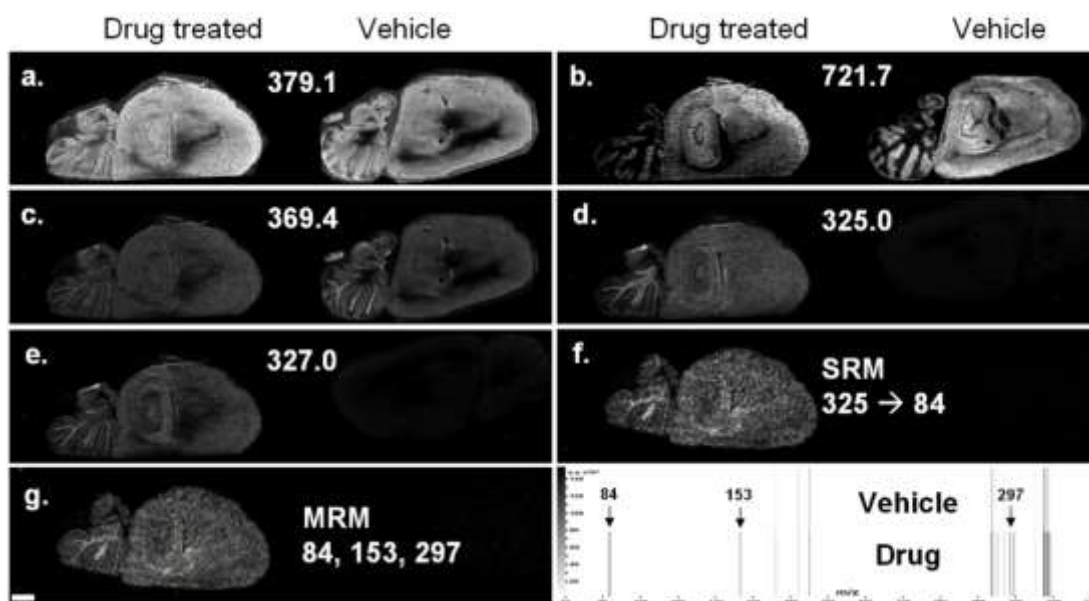 Drug treated Vehicle Drug treated Vehicle
a. 379.1
b. 721.7
c. 369.4
d. 325.0
e. 327.0
f. SRM
325 → 84
g. MRM
84, 153, 297
84 153 297
Vehicle
Drug